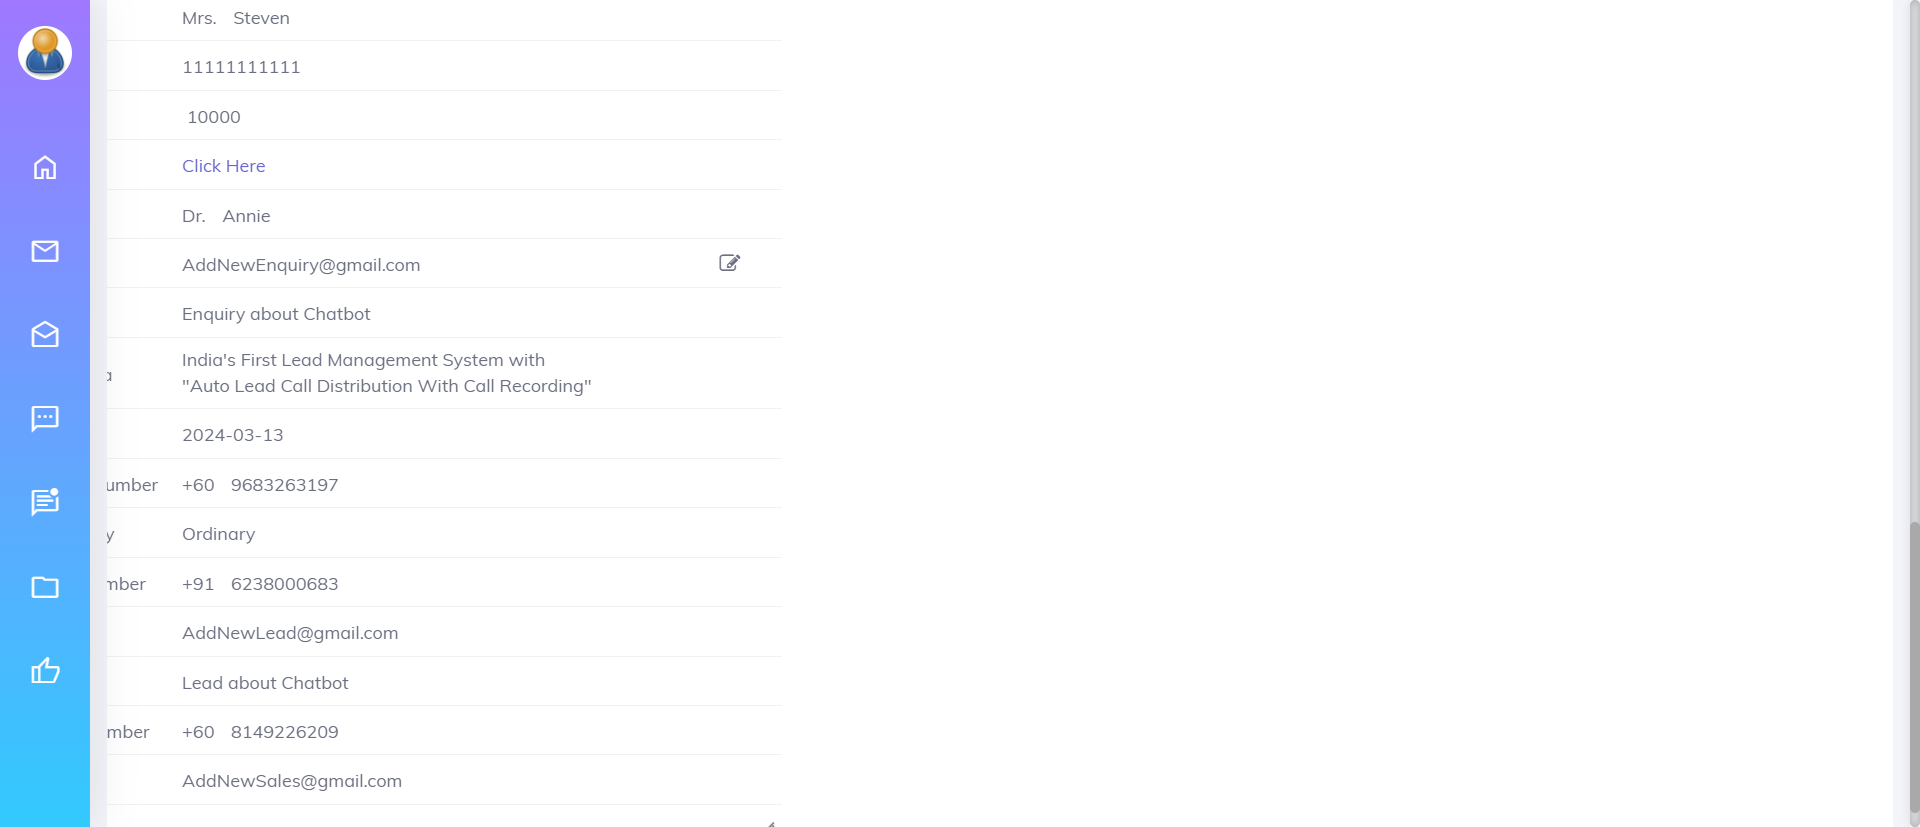 Mrs. Steven
11111111111
10000
Click Here
Dr. Annie
AddNewEnquiry@gmail.com
Enquiry about Chatbot
India's First Lead Management System with
"Auto Lead Call Distribution With Call Recording"
2024-03-13
umber +60 9683263197
y Ordinary
mber +91 6238000683
AddNewLead@gmail.com
Lead about Chatbot
mber +60 8149226209
AddNewSales@gmail.com